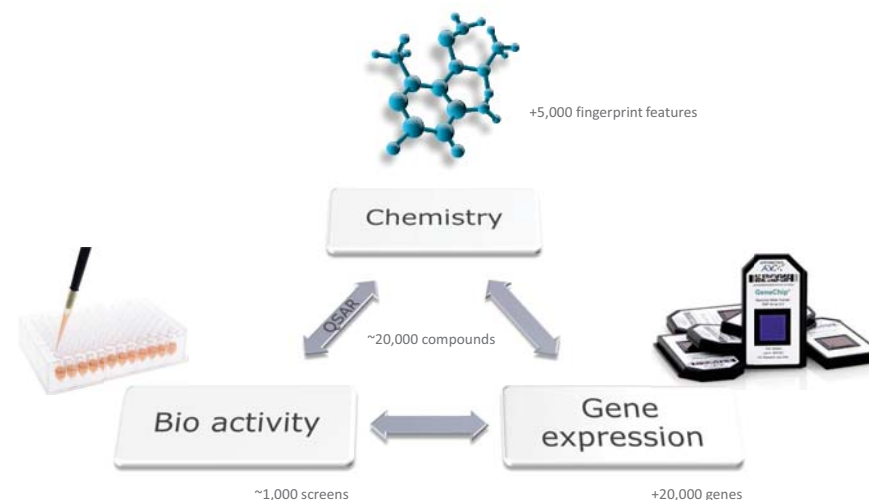 +5,000 fingerprint features
Chemistry
QSAR
~20,000 compounds
GeneChip®
Bio activity
Gene
expression
~1,000 screens
+20,000 genes